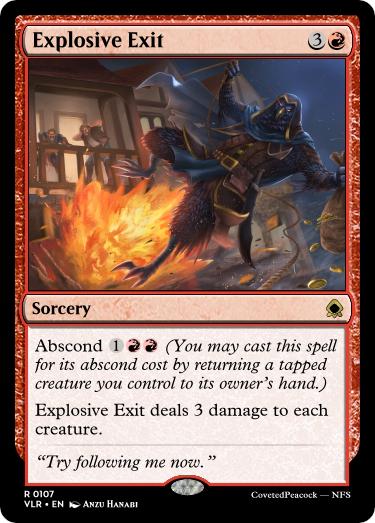 Explosive Exit 3
Sorcery
Abscond 1 (You may cast this spell
for its abscond cost by returning a tapped
creature you control to its owner's hand.)
Explosive Exit deals 3 damage to each
creature.
“Try following me now.”
R 0107
VLR • EN Anzu Hanabi
CovetedPeacock — NFS